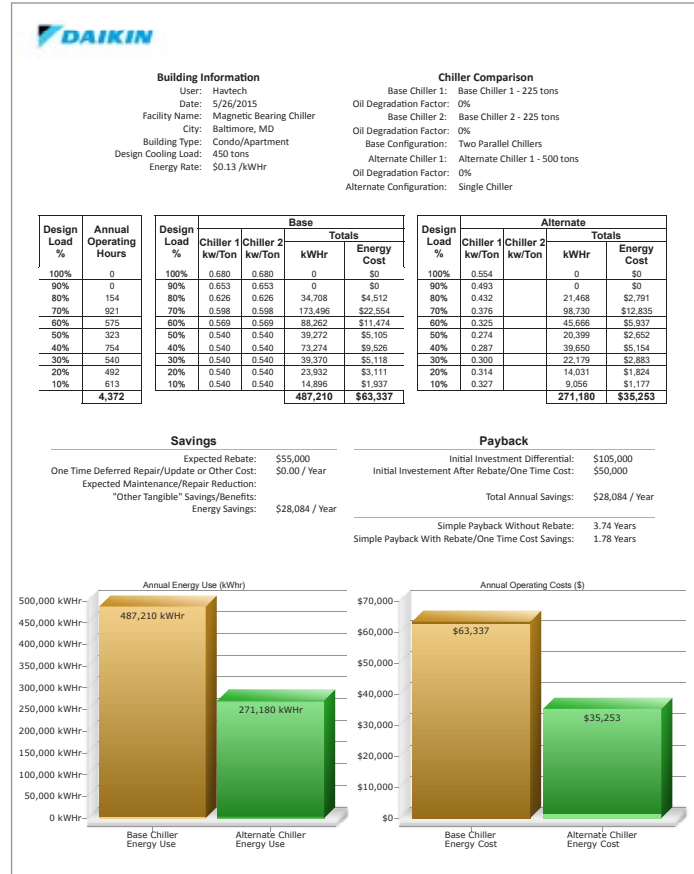 DAIKIN
Building Information
User: Havtech
Date: 5/26/2015
Facility Name: Magnetic Bearing Chiller
City: Baltimore, MD
Building Type: Condo/Apartment
Design Cooling Load: 450 tons
Energy Rate: $0.13 /kWHr
Chiller Comparison
Base Chiller 1: Base Chiller 1 - 225 tons
Oil Degradation Factor: 0%
Base Chiller 2: Base Chiller 2 - 225 tons
Oil Degradation Factor: 0%
Base Configuration: Two Parallel Chillers
Alternate Chiller 1: Alternate Chiller 1 - 500 tons
Oil Degradation Factor: 0%
Alternate Configuration: Single Chiller
Design Load % Annual Operating Hours
100% 0
90% 0
80% 154
70% 921
60% 575
50% 323
40% 754
30% 540
20% 492
10% 613
4,372
Base
Totals
Design Load % Chiller 1 kw/Ton Chiller 2 kw/Ton kWHr Energy Cost
100% 0.680 0.680 0 $0
90% 0.653 0.653 0 $0
80% 0.626 0.626 34,708 $4,512
70% 0.598 0.598 173,496 $22,554
60% 0.569 0.569 88,262 $11,474
50% 0.540 0.540 39,272 $5,105
40% 0.540 0.540 73,274 $9,526
30% 0.540 0.540 39,370 $5,118
20% 0.540 0.540 23,932 $3,111
10% 0.540 0.540 14,896 $1,937
487,210 $63,337
Alternate
Totals
Design Load % Chiller 1 kw/Ton Chiller 2 kw/Ton kWHr Energy Cost
100% 0.554 0 $0
90% 0.493 0 $0
80% 0.432 21,468 $2,791
70% 0.376 98,730 $12,835
60% 0.325 45,666 $5,937
50% 0.274 20,399 $2,652
40% 0.287 39,650 $5,154
30% 0.300 22,179 $2,883
20% 0.314 14,031 $1,824
10% 0.327 9,056 $1,177
271,180 $35,253
Savings
Expected Rebate: $55,000
One Time Deferred Repair/Update or Other Cost: $0.00 / Year
Expected Maintenance/Repair Reduction:
"Other Tangible" Savings/Benefits:
Energy Savings: $28,084 / Year
Payback
Initial Investment Differential: $105,000
Initial Investement After Rebate/One Time Cost: $50,000
Total Annual Savings: $28,084 / Year
Simple Payback Without Rebate: 3.74 Years
Simple Payback With Rebate/One Time Cost Savings: 1.78 Years
Annual Energy Use (kWhr)
500,000 kWHr
450,000 kWHr
400,000 kWHr
350,000 kWHr
300,000 kWHr
250,000 kWHr
200,000 kWHr
150,000 kWHr
100,000 kWHr
50,000 kWHr
0 kWHr
487,210 kWHr
271,180 kWHr
Base Chiller
Energy Use
Alternate Chiller
Energy Use
Annual Operating Costs ($)
$70,000
$60,000
$50,000
$40,000
$30,000
$20,000
$10,000
$0
$63,337
$35,253
Base Chiller
Energy Cost
Alternate Chiller
Energy Cost